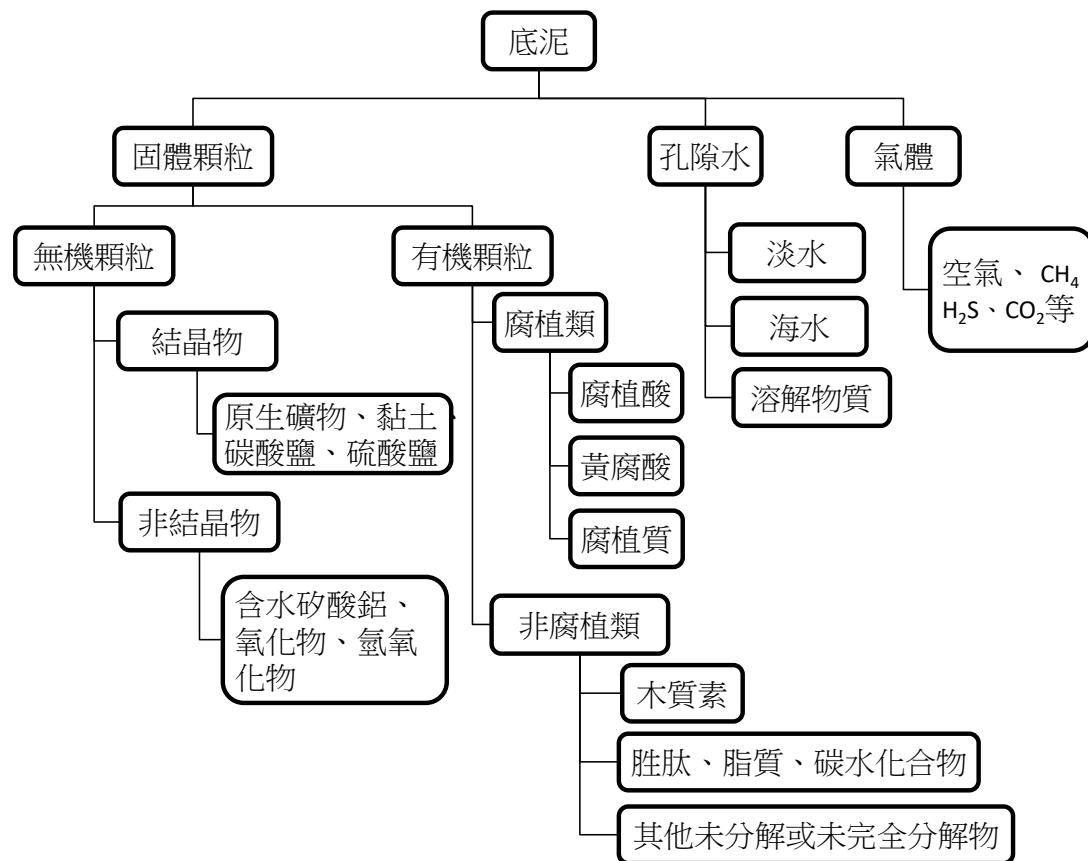 底泥
固體顆粒
孔隙水
氣體
無機顆粒
有機顆粒
淡水
海水
溶解物質
空氣、 CH₄
H₂S、CO₂等
結晶物
原生礦物、黏土、
碳酸鹽、硫酸鹽
非結晶物
含水矽酸鋁、
氧化物、氫氧
化物
腐植類
腐植酸
黃腐酸
腐植質
非腐植類
木質素
胜肽、脂質、碳水化合物
其他未分解或未完全分解物